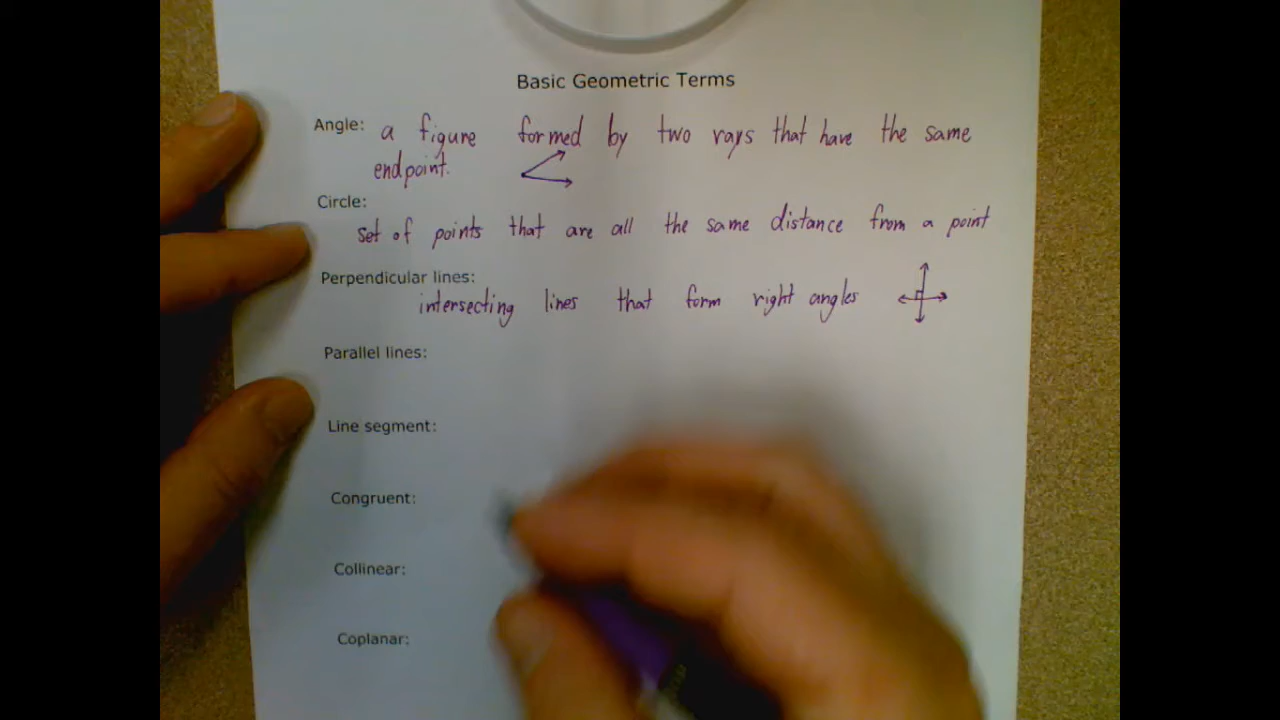 Basic Geometric Terms
Angle: a figure formed by two rays that have the same
endpoint.
Circle:
set of points that are all the same distance from a point
Perpendicular lines:
intersecting lines that form right angles
Parallel lines:
Line segment:
Congruent:
Collinear:
Coplanar: